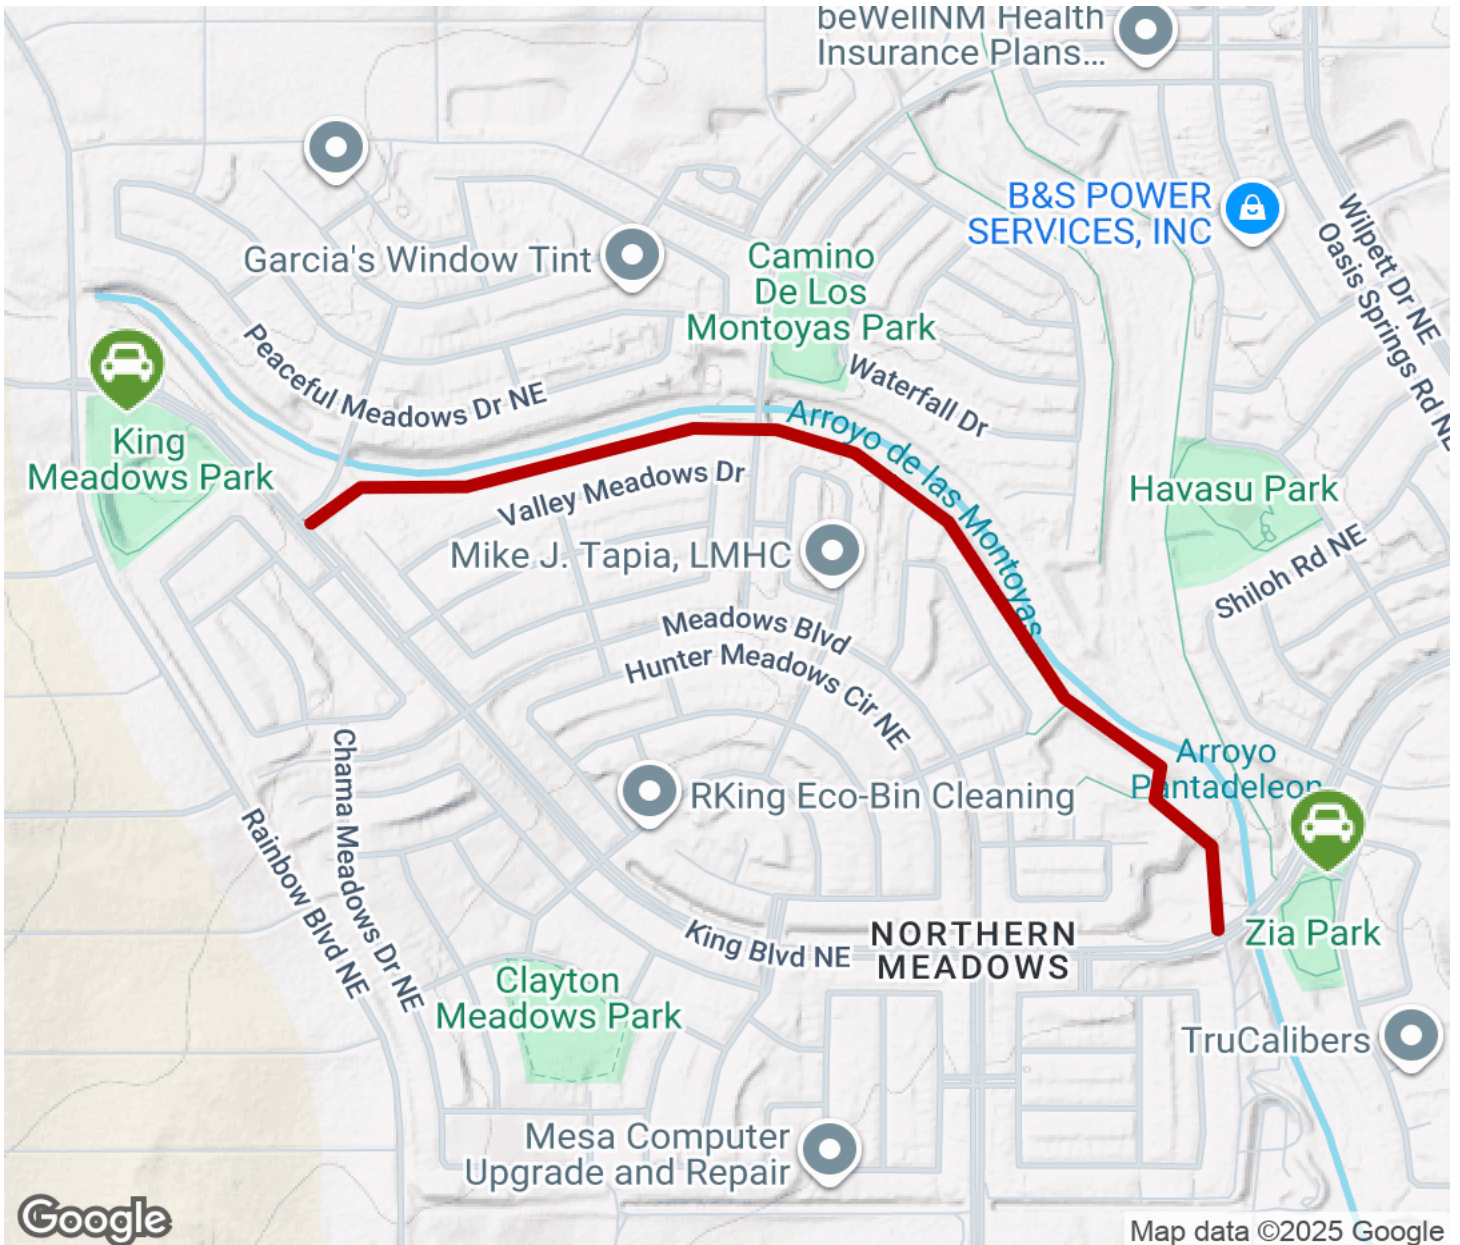 beWellNM Health
Insurance Plans...
B&S POWER
SERVICES, INC
Wilpett Dr NE
Oasis Springs Rd NE
Garcia's Window Tint
Camino
De Los
Montoyas Park
Peaceful Meadows Dr NE
Waterfall Dr
Arroyo de las Montoyas
King
Meadows Park
Valley Meadows Dr
Havasu Park
Mike J. Tapia, LMHC
Shiloh Rd NE
Meadows Blvd
Hunter Meadows Cir NE
Chama Meadows Dr NE
Arroyo
Pantadeleon
RKing Eco-Bin Cleaning
Rainbow Blvd NE
King Blvd NE
NORTHERN
MEADOWS
Zia Park
Clayton
Meadows Park
TruCalibers
Mesa Computer
Upgrade and Repair
Google
Map data ©2025 Google